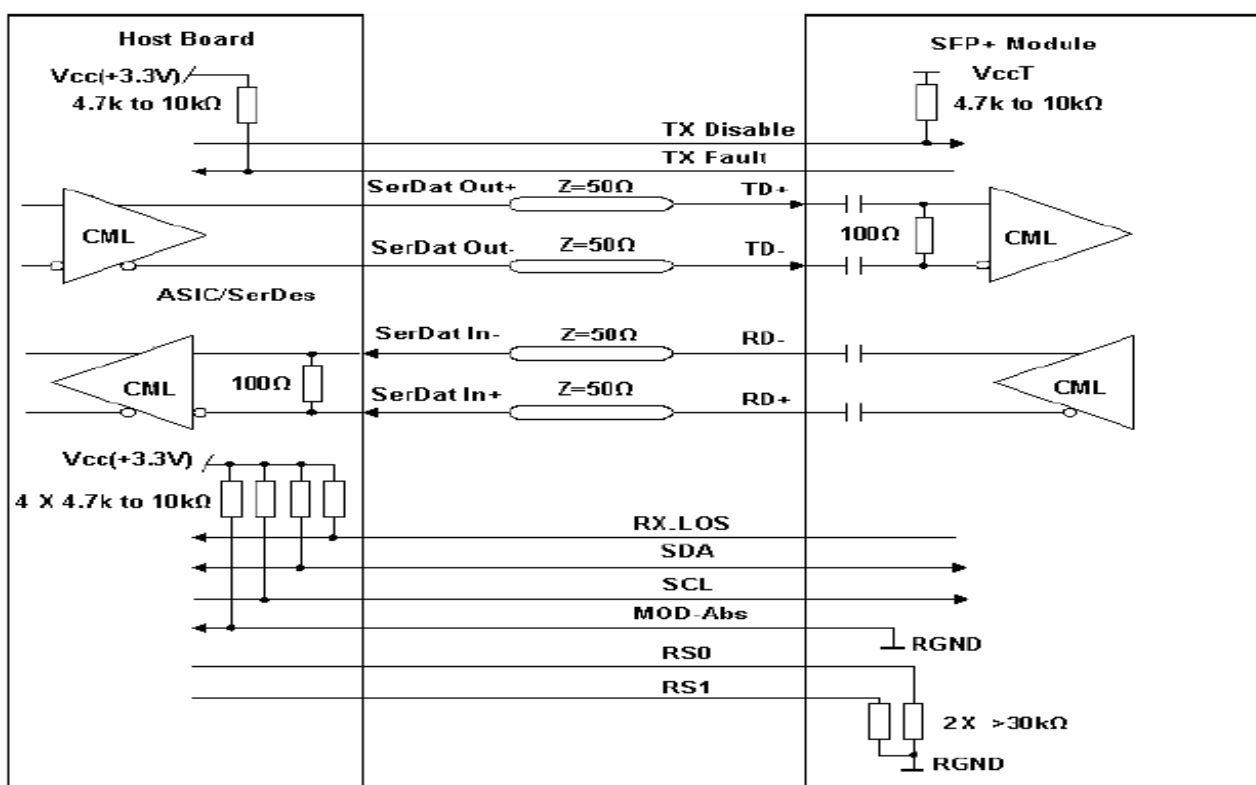 Host Board
SFP+ Module
Vcc(+3.3V)
4.7k to 10kΩ
VccT
4.7k to 10kΩ
TX Disable
TX Fault
SerDat Out+
Z=50Ω
TD+
CML
100Ω
CML
SerDat Out-
Z=50Ω
TD-
ASIC/SerDes
SerDat In-
Z=50Ω
RD-
CML
100Ω
CML
SerDat In+
Z=50Ω
RD+
Vcc(+3.3V)
4 X 4.7k to 10kΩ
RX-LOS
SDA
SCL
MOD-Abs
RGND
RS0
RS1
2X >30kΩ
RGND